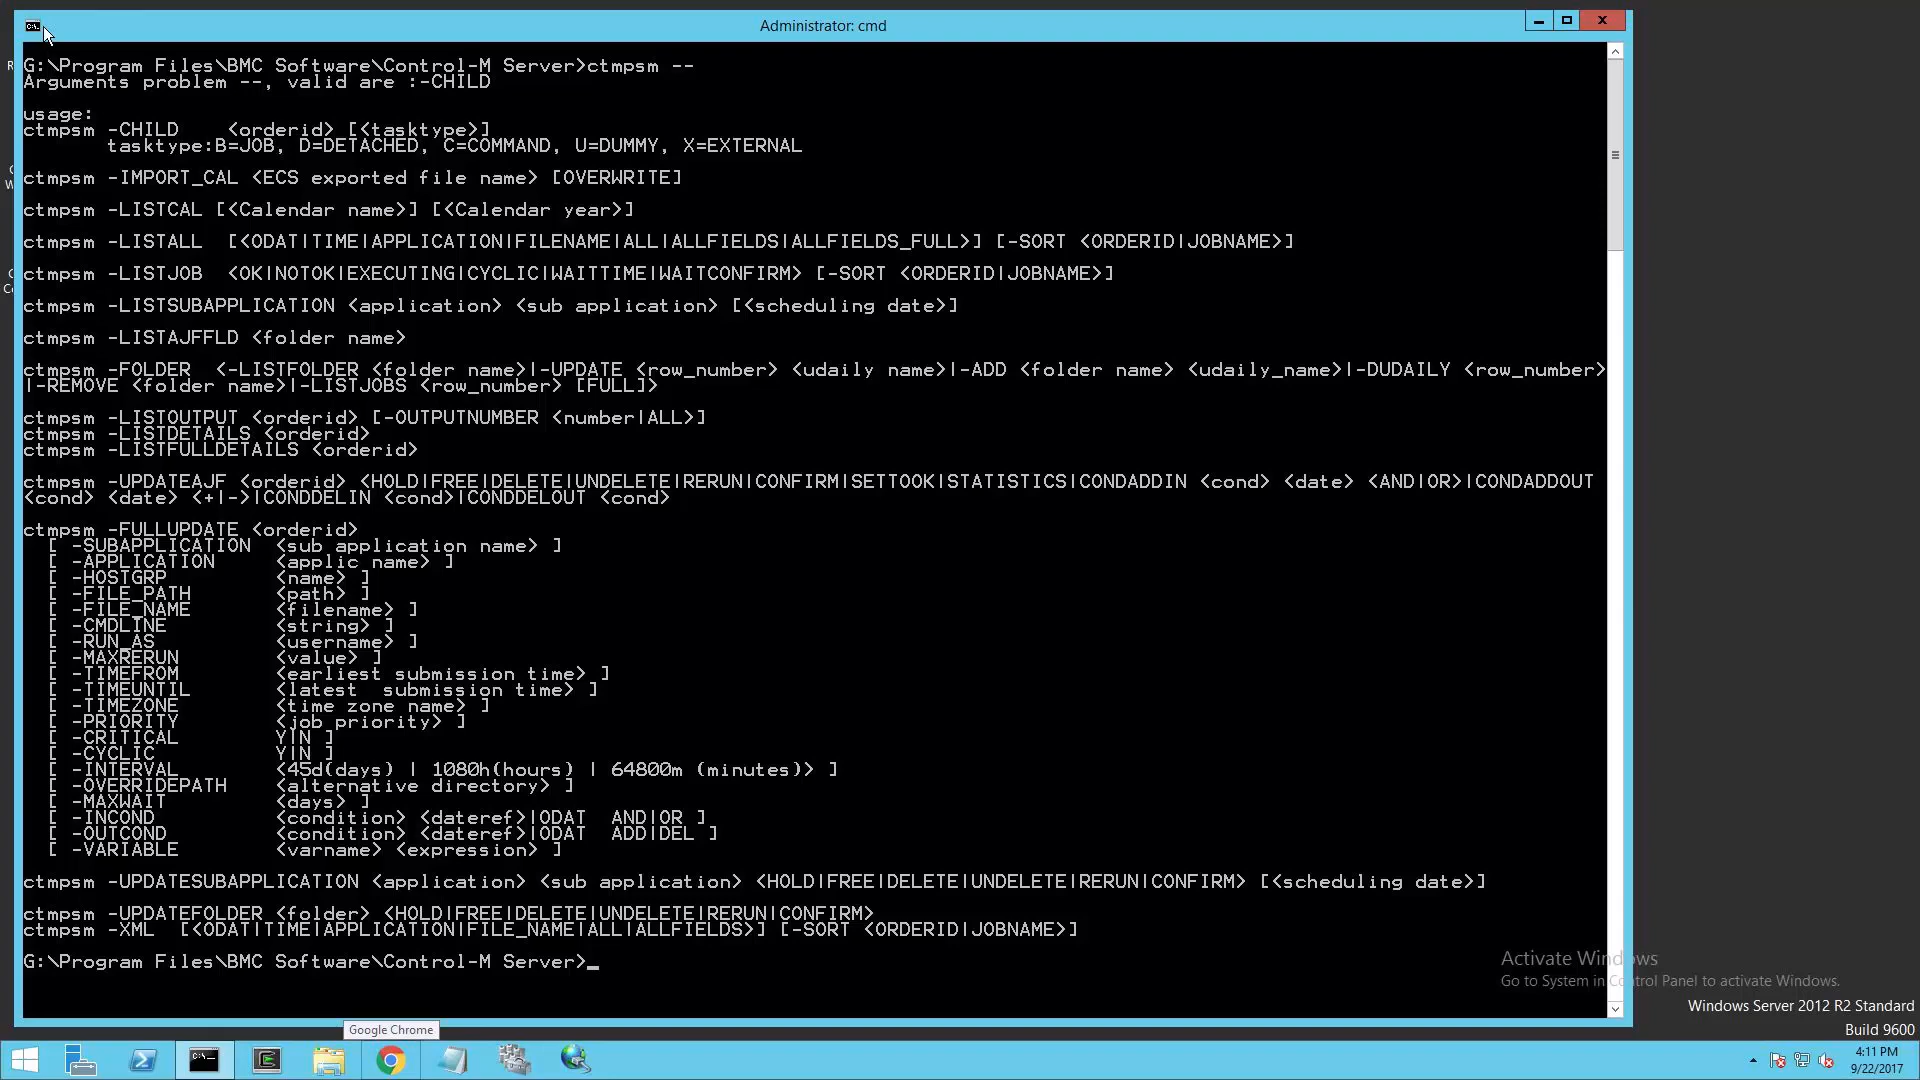 Administrator: cmd
G:\Program Files\BMC Software\Control-M Server>ctmpsm --
Arguments problem --, valid are :-CHILD
usage:
ctmpsm -CHILD    <orderid> [<tasktype>]
tasktype:B=JOB, D=DETACHED, C=COMMAND, U=DUMMY, X=EXTERNAL
ctmpsm -IMPORT_CAL <ECS exported file name> [OVERWRITE]
ctmpsm -LISTCAL [<Calendar name>] [<Calendar year>]
ctmpsm -LISTALL  [<ODAT|TIME|APPLICATION|FILENAME|ALL|ALLFIELDS|ALLFIELDS_FULL>] [-SORT <ORDERID|JOBNAME>]
ctmpsm -LISTJOB  <OK|NOTOK|EXECUTING|CYCLIC|WAITTIME|WAITCONFIRM> [-SORT <ORDERID|JOBNAME>]
ctmpsm -LISTSUBAPPLICATION <application> <sub application> [<scheduling date>]
ctmpsm -LISTAJFFLD <folder name>
ctmpsm -FOLDER  <-LISTFOLDER <folder name>|-UPDATE <row_number> <udaily name>|-ADD <folder name> <udaily_name>|-DUDAILY <row_number>
|-REMOVE <folder name>|-LISTJOBS <row_number> [FULL]>
ctmpsm -LISTOUTPUT <orderid> [-OUTPUTNUMBER <number|ALL>]
ctmpsm -LISTDETAILS <orderid>
ctmpsm -LISTFULLDETAILS <orderid>
ctmpsm -UPDATEAJF <orderid> <HOLD|FREE|DELETE|UNDELETE|RERUN|CONFIRM|SETTOOK|STATISTICS|CONDADDIN <cond> <date> <AND|OR>|CONDADDOUT
<cond> <date> <+|->|CONDDELIN <cond>|CONDDELOUT <cond>
ctmpsm -FULLUPDATE <orderid>
[ -SUBAPPLICATION  <sub application name> ]
[ -APPLICATION     <applic name> ]
[ -HOSTGRP         <name> ]
[ -FILE_PATH       <path> ]
[ -FILE_NAME       <filename> ]
[ -CMDLINE         <string> ]
[ -RUN_AS          <username> ]
[ -MAXRERUN        <value> ]
[ -TIMEFROM        <earliest submission time> ]
[ -TIMEUNTIL       <latest  submission time> ]
[ -TIMEZONE        <time zone name> ]
[ -PRIORITY        <job priority> ]
[ -CRITICAL        Y|N ]
[ -CYCLIC          Y|N ]
[ -INTERVAL        <45d(days) | 1080h(hours) | 64800m (minutes)> ]
[ -OVERRIDEPATH    <alternative directory> ]
[ -MAXWAIT         <days> ]
[ -INCOND          <condition> <dateref>|ODAT  AND|OR ]
[ -OUTCOND         <condition> <dateref>|ODAT  ADD|DEL ]
[ -VARIABLE        <varname> <expression> ]
ctmpsm -UPDATESUBAPPLICATION <application> <sub application> <HOLD|FREE|DELETE|UNDELETE|RERUN|CONFIRM> [<scheduling date>]
ctmpsm -UPDATEFOLDER <folder> <HOLD|FREE|DELETE|UNDELETE|RERUN|CONFIRM>
ctmpsm -XML  [<ODAT|TIME|APPLICATION|FILE_NAME|ALL|ALLFIELDS>] [-SORT <ORDERID|JOBNAME>]
G:\Program Files\BMC Software\Control-M Server>_
Activate Windows
Go to System in Control Panel to activate Windows.
Windows Server 2012 R2 Standard
Build 9600
Google Chrome
4:11 PM
9/22/2017